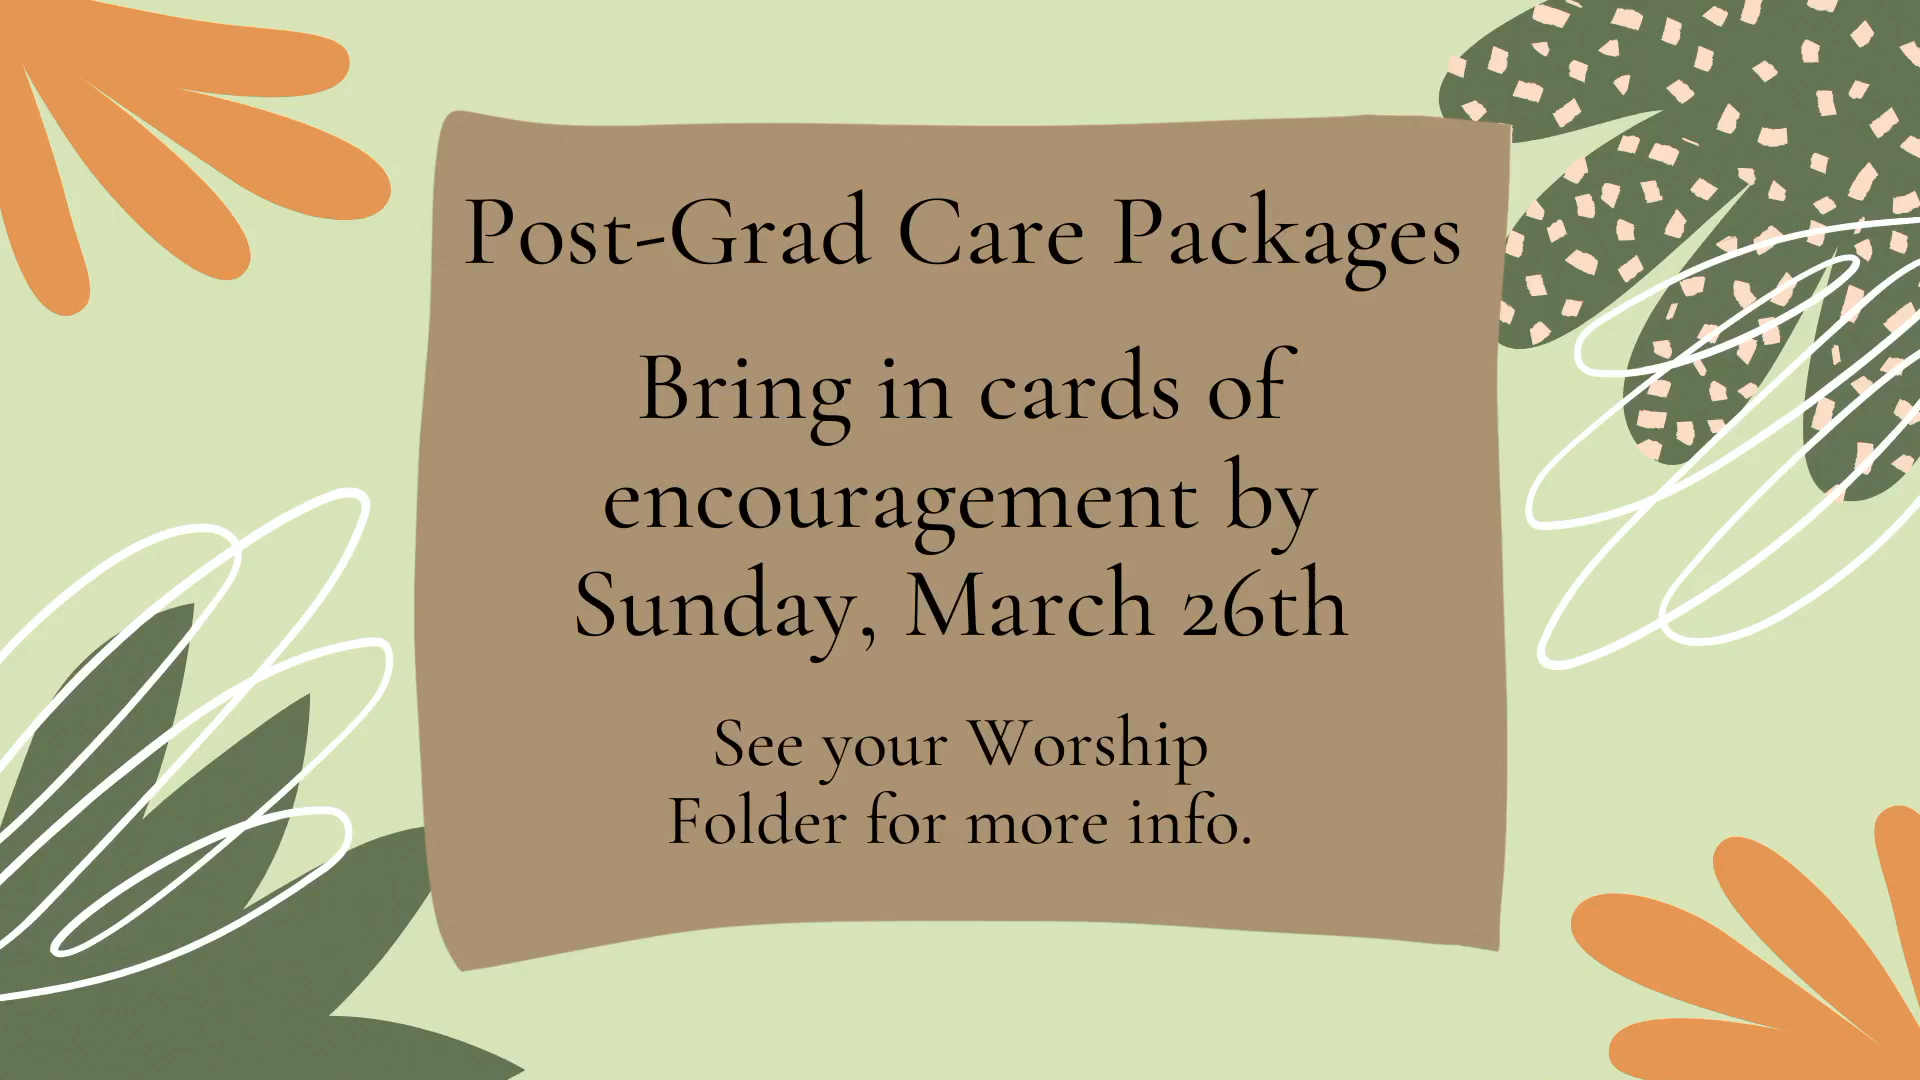 Post-Grad Care Packages
Bring in cards of
encouragement by
Sunday, March 26th
See your Worship
Folder for more info.